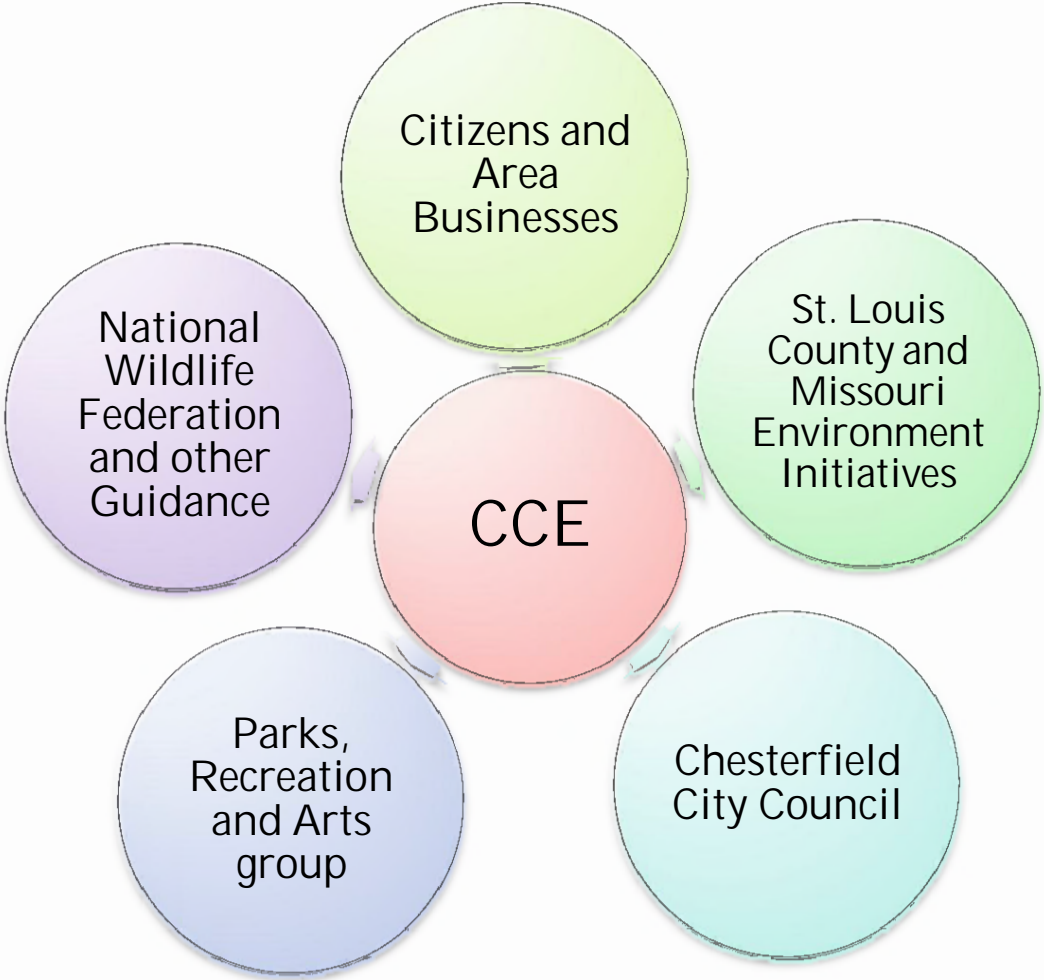 Citizens and
Area
Businesses
National
Wildlife
Federation
and other
Guidance
St. Louis
County and
Missouri
Environment
Initiatives
CCE
Parks,
Recreation
and Arts
group
Chesterfield
City Council